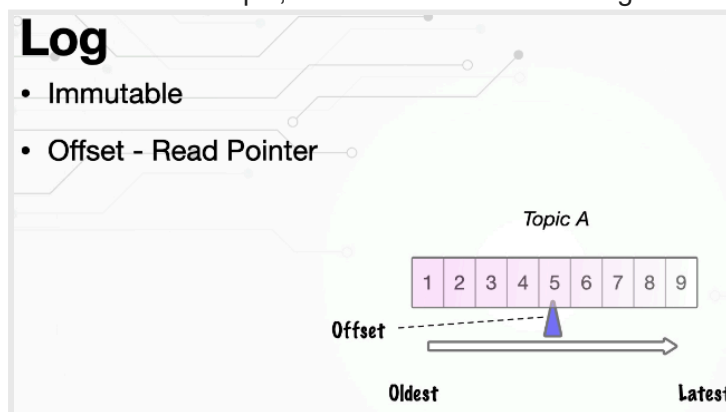 Log
• Immutable
• Offset - Read Pointer
Topic A
1 2 3 4 5 6 7 8 9
Offset
Oldest Latest